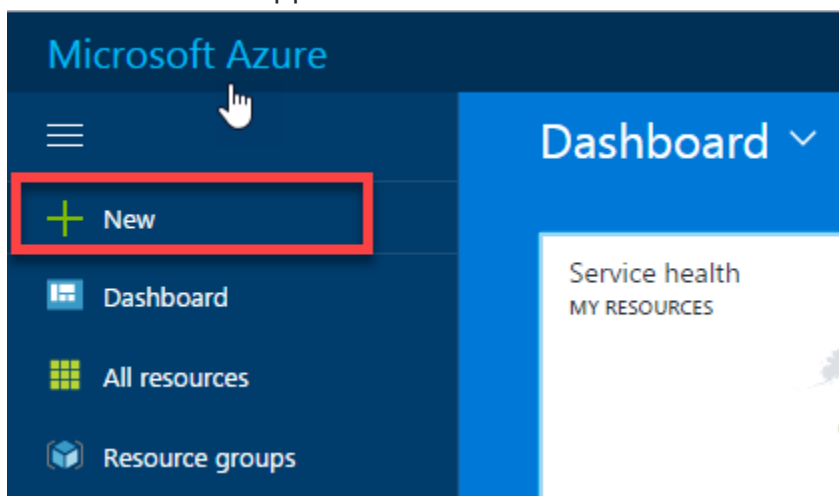 Microsoft Azure
Dashboard
New
Dashboard
All resources
Resource groups
Service health
MY RESOURCES